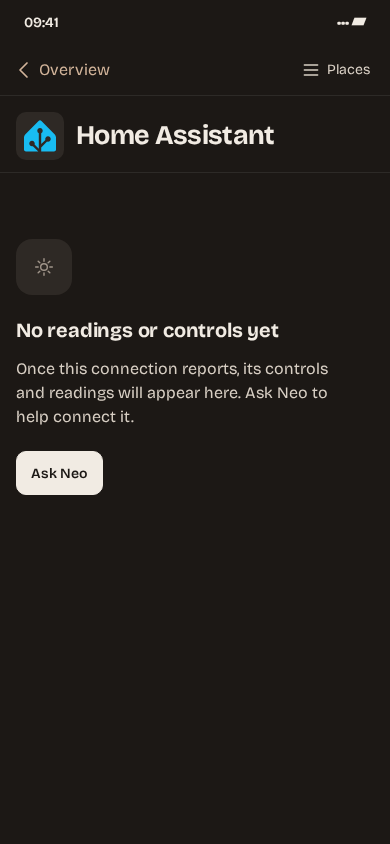 09:41
Overview
Places
Home Assistant
No readings or controls yet
Once this connection reports, its controls
and readings will appear here. Ask Neo to
help connect it.
Ask Neo